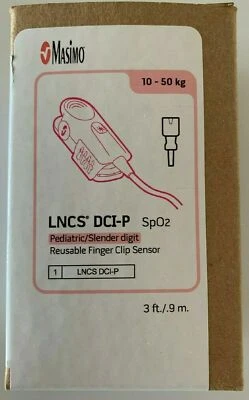 MASIMO®
10 - 50 kg
LNCS® DCI-P SpO2
Pediatric/Slender digit
Reusable Finger Clip Sensor
1 LNCS DCI-P
3 ft./.9 m.